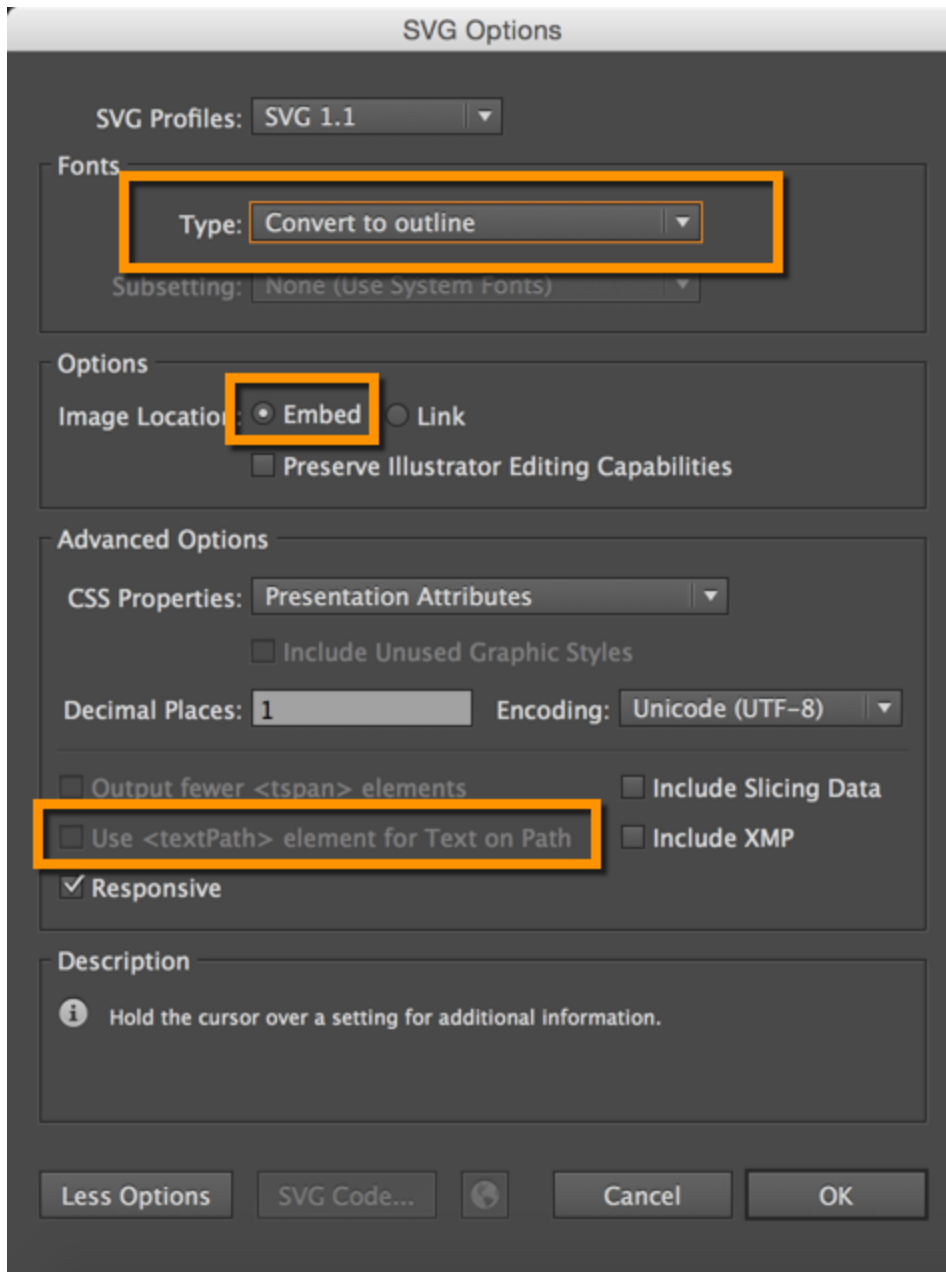 SVG Options
SVG Profiles: SVG 1.1
Fonts
Type: Convert to outline
Subsetting: None (Use System Fonts)
Options
Image Location: Embed Link
Preserve Illustrator Editing Capabilities
Advanced Options
CSS Properties: Presentation Attributes
Include Unused Graphic Styles
Decimal Places: 1 Encoding: Unicode (UTF-8)
Output fewer <tspan> elements Include Slicing Data
Use <textPath> element for Text on Path Include XMP
Responsive
Description
Hold the cursor over a setting for additional information.
Less Options SVG Code... Cancel OK